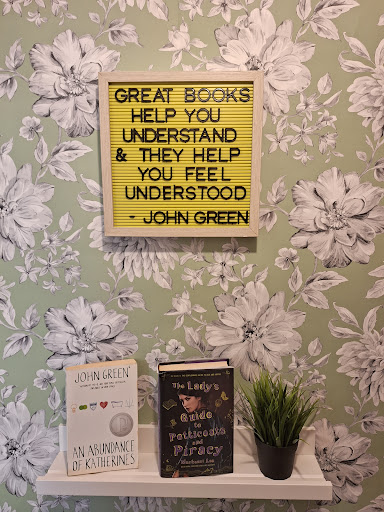 GREAT BOOKS
HELP YOU
UNDERSTAND
& THEY HELP
YOU FEEL
UNDERSTOOD
- JOHN GREEN
JOHN GREEN
AN ABUNDANCE
OF KATHERINES
The Lady's
Guide to
Petticoats
and
Piracy
Mackenzi Lee